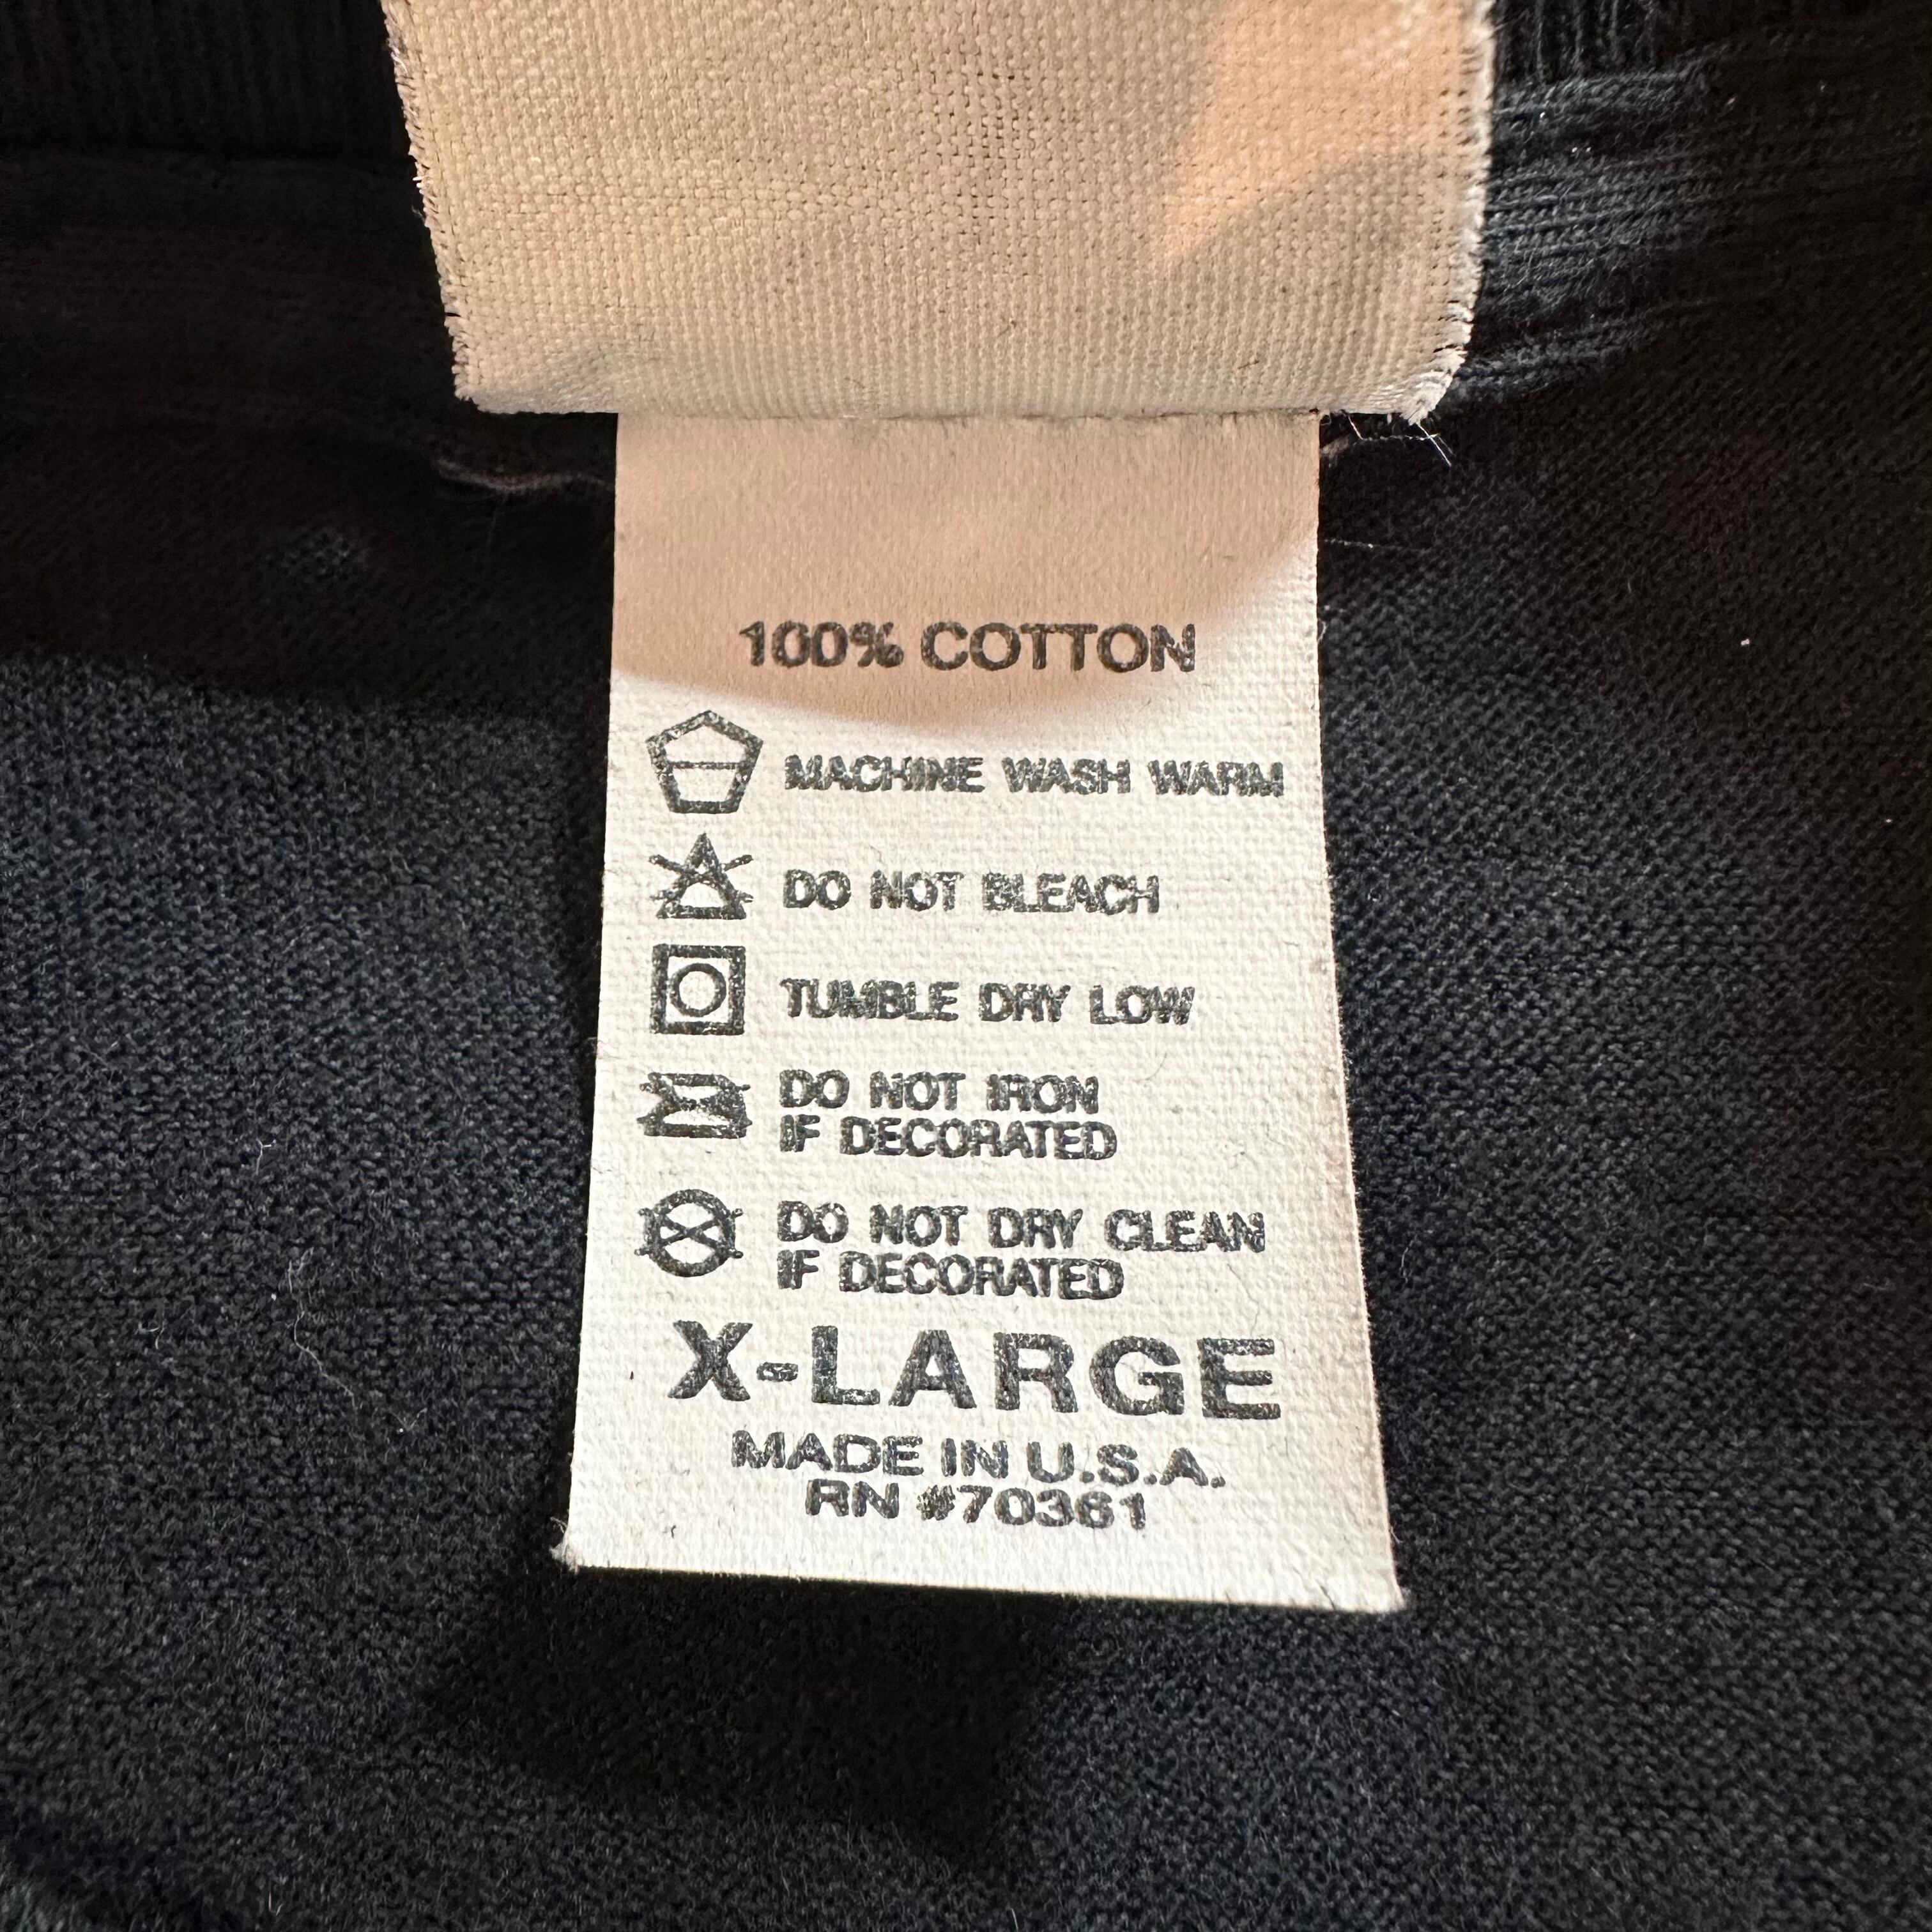 100% COTTON
MACHINE WASH WARM
DO NOT BLEACH
TUMBLE DRY LOW
DO NOT IRON
IF DECORATED
DO NOT DRY CLEAN
IF DECORATED
X-LARGE
MADE IN U.S.A.
RN #70361